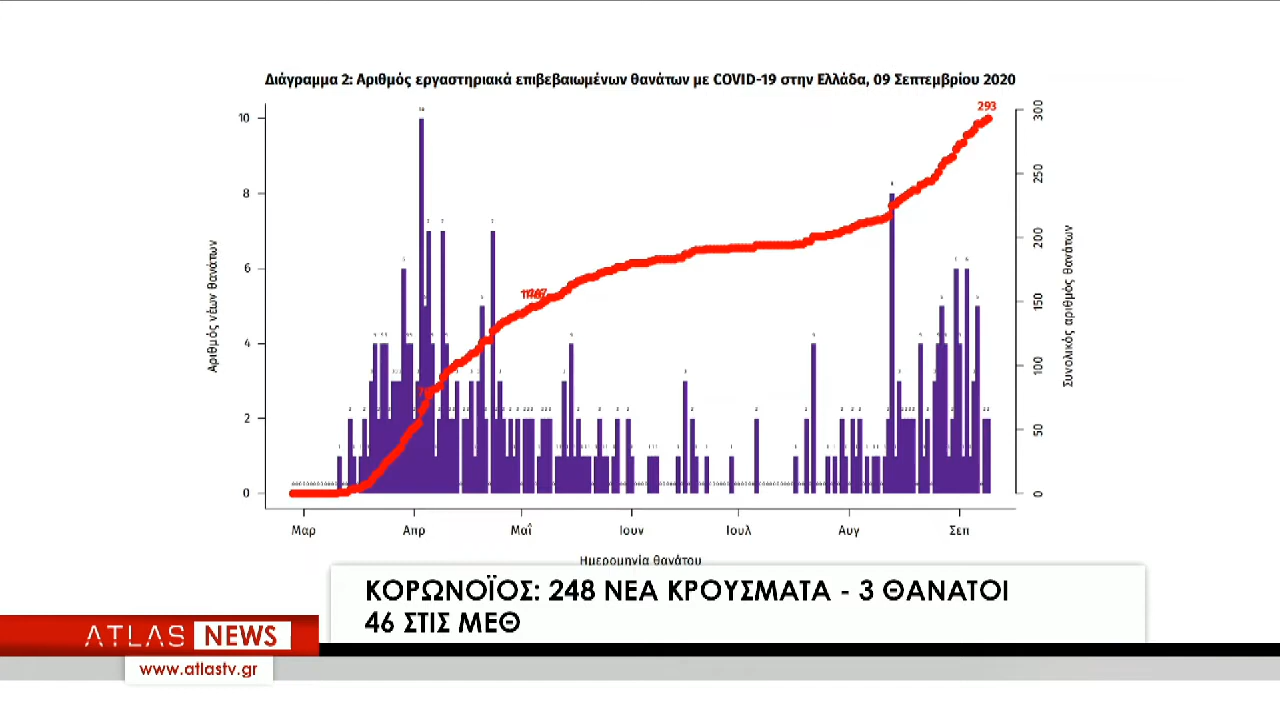 Διάγραμμα 2: Αριθμός εργαστηριακά επιβεβαιωμένων θανάτων με COVID-19 στην Ελλάδα, 09 Σεπτεμβρίου 2020
293
10
8
6
4
2
0
Αριθμός νέων θανάτων
300
250
200
150
100
50
0
Συνολικός αριθμός θανάτων
Μαρ Απρ Μαΐ Ιουν Ιουλ Αυγ Σεπ
Ημερομηνία θανάτου
ΚΟΡΩΝΟΪΟΣ: 248 ΝΕΑ ΚΡΟΥΣΜΑΤΑ - 3 ΘΑΝΑΤΟΙ
46 ΣΤΙΣ ΜΕΘ
ATLAS NEWS
www.atlastv.gr